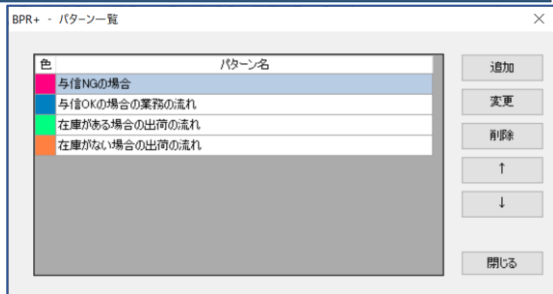 BPR+ - パターン一覧
色 パターン名
与信NGの場合
与信OKの場合の業務の流れ
在庫がある場合の出荷の流れ
在庫がない場合の出荷の流れ
追加
変更
削除
↑
↓
閉じる